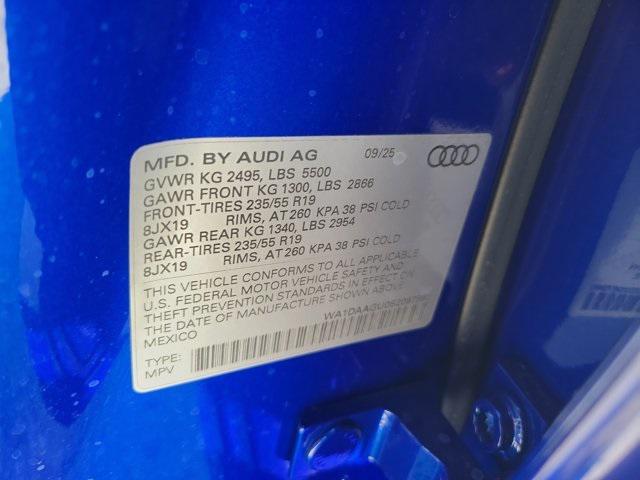 MFD. BY AUDI AG 09/25
GVWR KG 2495, LBS 5500
GAWR FRONT KG 1300, LBS 2866
FRONT-TIRES 235/55 R19
8JX19 RIMS, AT 260 KPA 38 PSI COLD
GAWR REAR KG 1340, LBS 2954
REAR-TIRES 235/55 R19
8JX19 RIMS, AT 260 KPA 38 PSI COLD
THIS VEHICLE CONFORMS TO ALL APPLICABLE
U.S. FEDERAL MOTOR VEHICLE SAFETY AND
THEFT PREVENTION STANDARDS IN EFFECT ON
THE DATE OF MANUFACTURE SHOWN ABOVE.
MEXICO
TYPE:
MPV